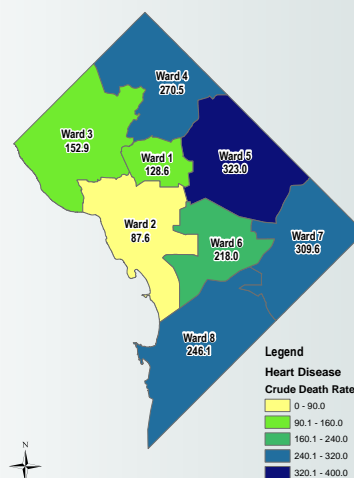 Ward 4
270.5
Ward 3
152.9
Ward 1
128.6
Ward 5
323.0
Ward 2
87.6
Ward 6
218.0
Ward 7
309.6
Ward 8
246.1
Legend
Heart Disease
Crude Death Rate
0 - 90.0
90.1 - 160.0
160.1 - 240.0
240.1 - 320.0
320.1 - 400.0
N